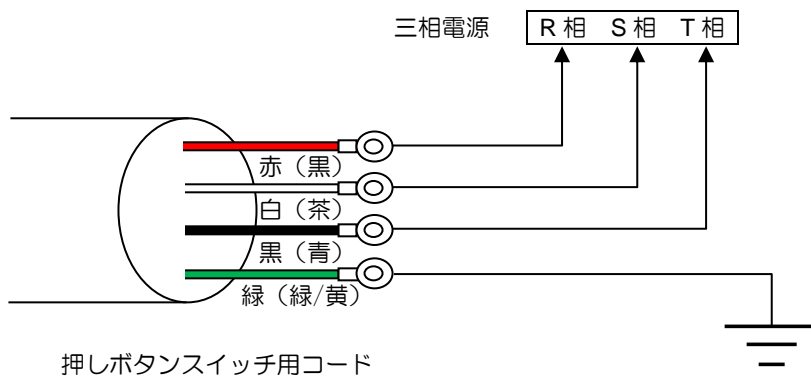 三相電源 R相 S相 T相
赤（黒）
白（茶）
黒（青）
緑（緑/黄）
押しボタンスイッチ用コード